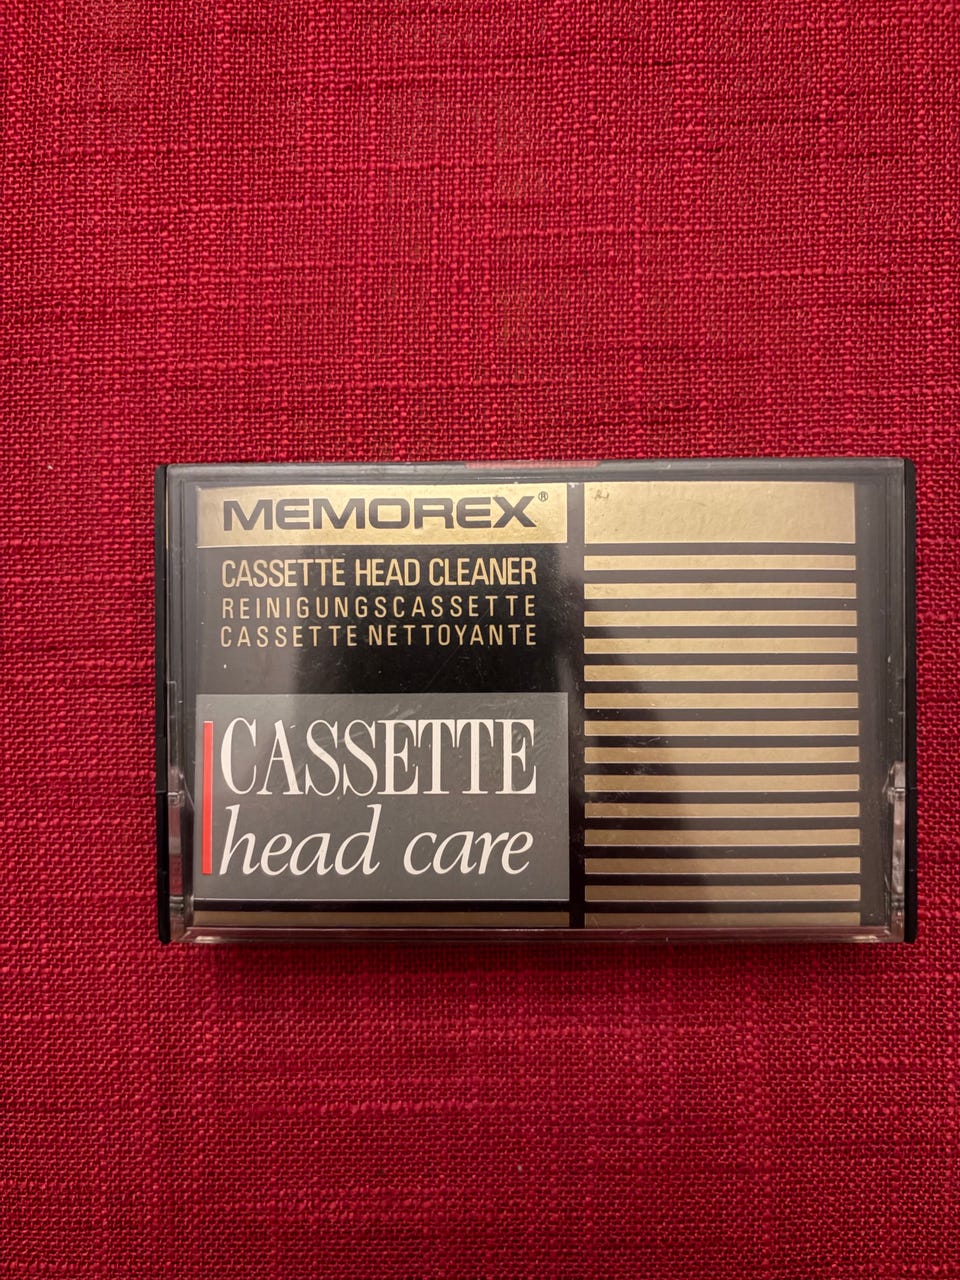 MEMOREX®
CASSETTE HEAD CLEANER
REINIGUNGSCASSETTE
CASSETTE NETTOYANTE
CASSETTE
head care